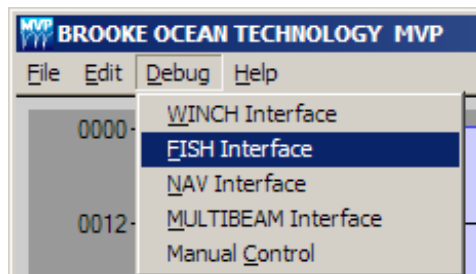 MVP BROOKE OCEAN TECHNOLOGY MVP
File Edit Debug Help
WINCH Interface
0000
FISH Interface
NAV Interface
0012
MULTIBEAM Interface
Manual Control